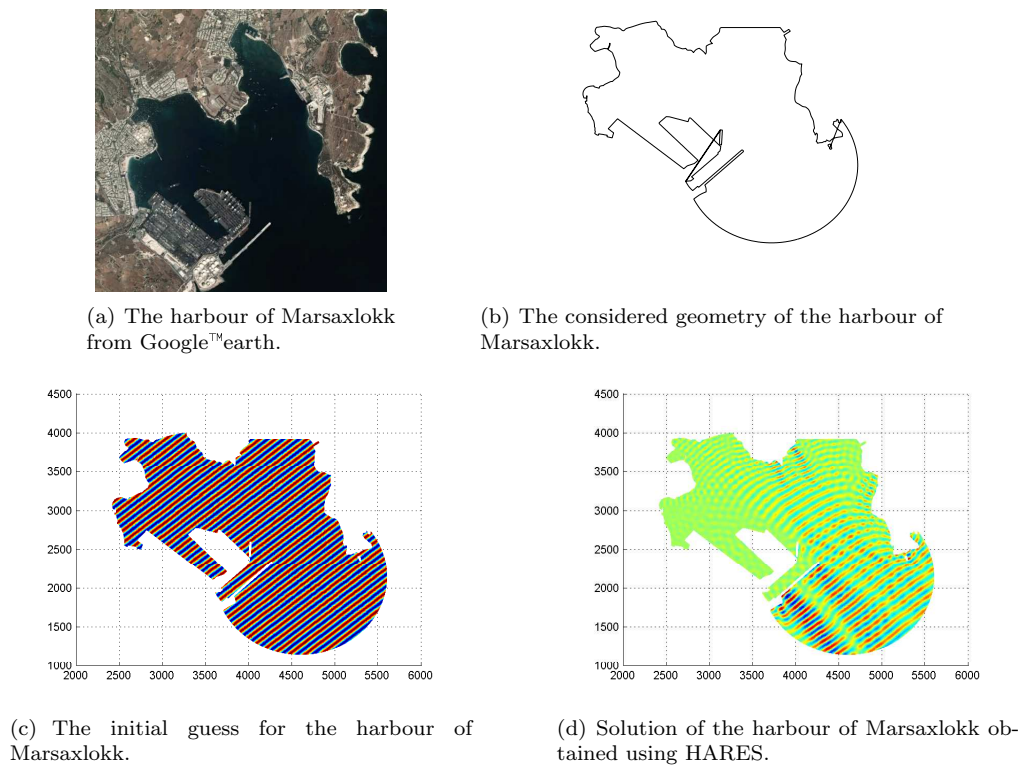 (a) The harbour of Marsaxlokk
from Google™earth.
(b) The considered geometry of the harbour of
Marsaxlokk.
4500
4000
3500
3000
2500
2000
1500
1000
2000 2500 3000 3500 4000 4500 5000 5500 6000
4500
4000
3500
3000
2500
2000
1500
1000
2000 2500 3000 3500 4000 4500 5000 5500 6000
(c) The initial guess for the harbour of
Marsaxlokk.
(d) Solution of the harbour of Marsaxlokk ob-
tained using HARES.